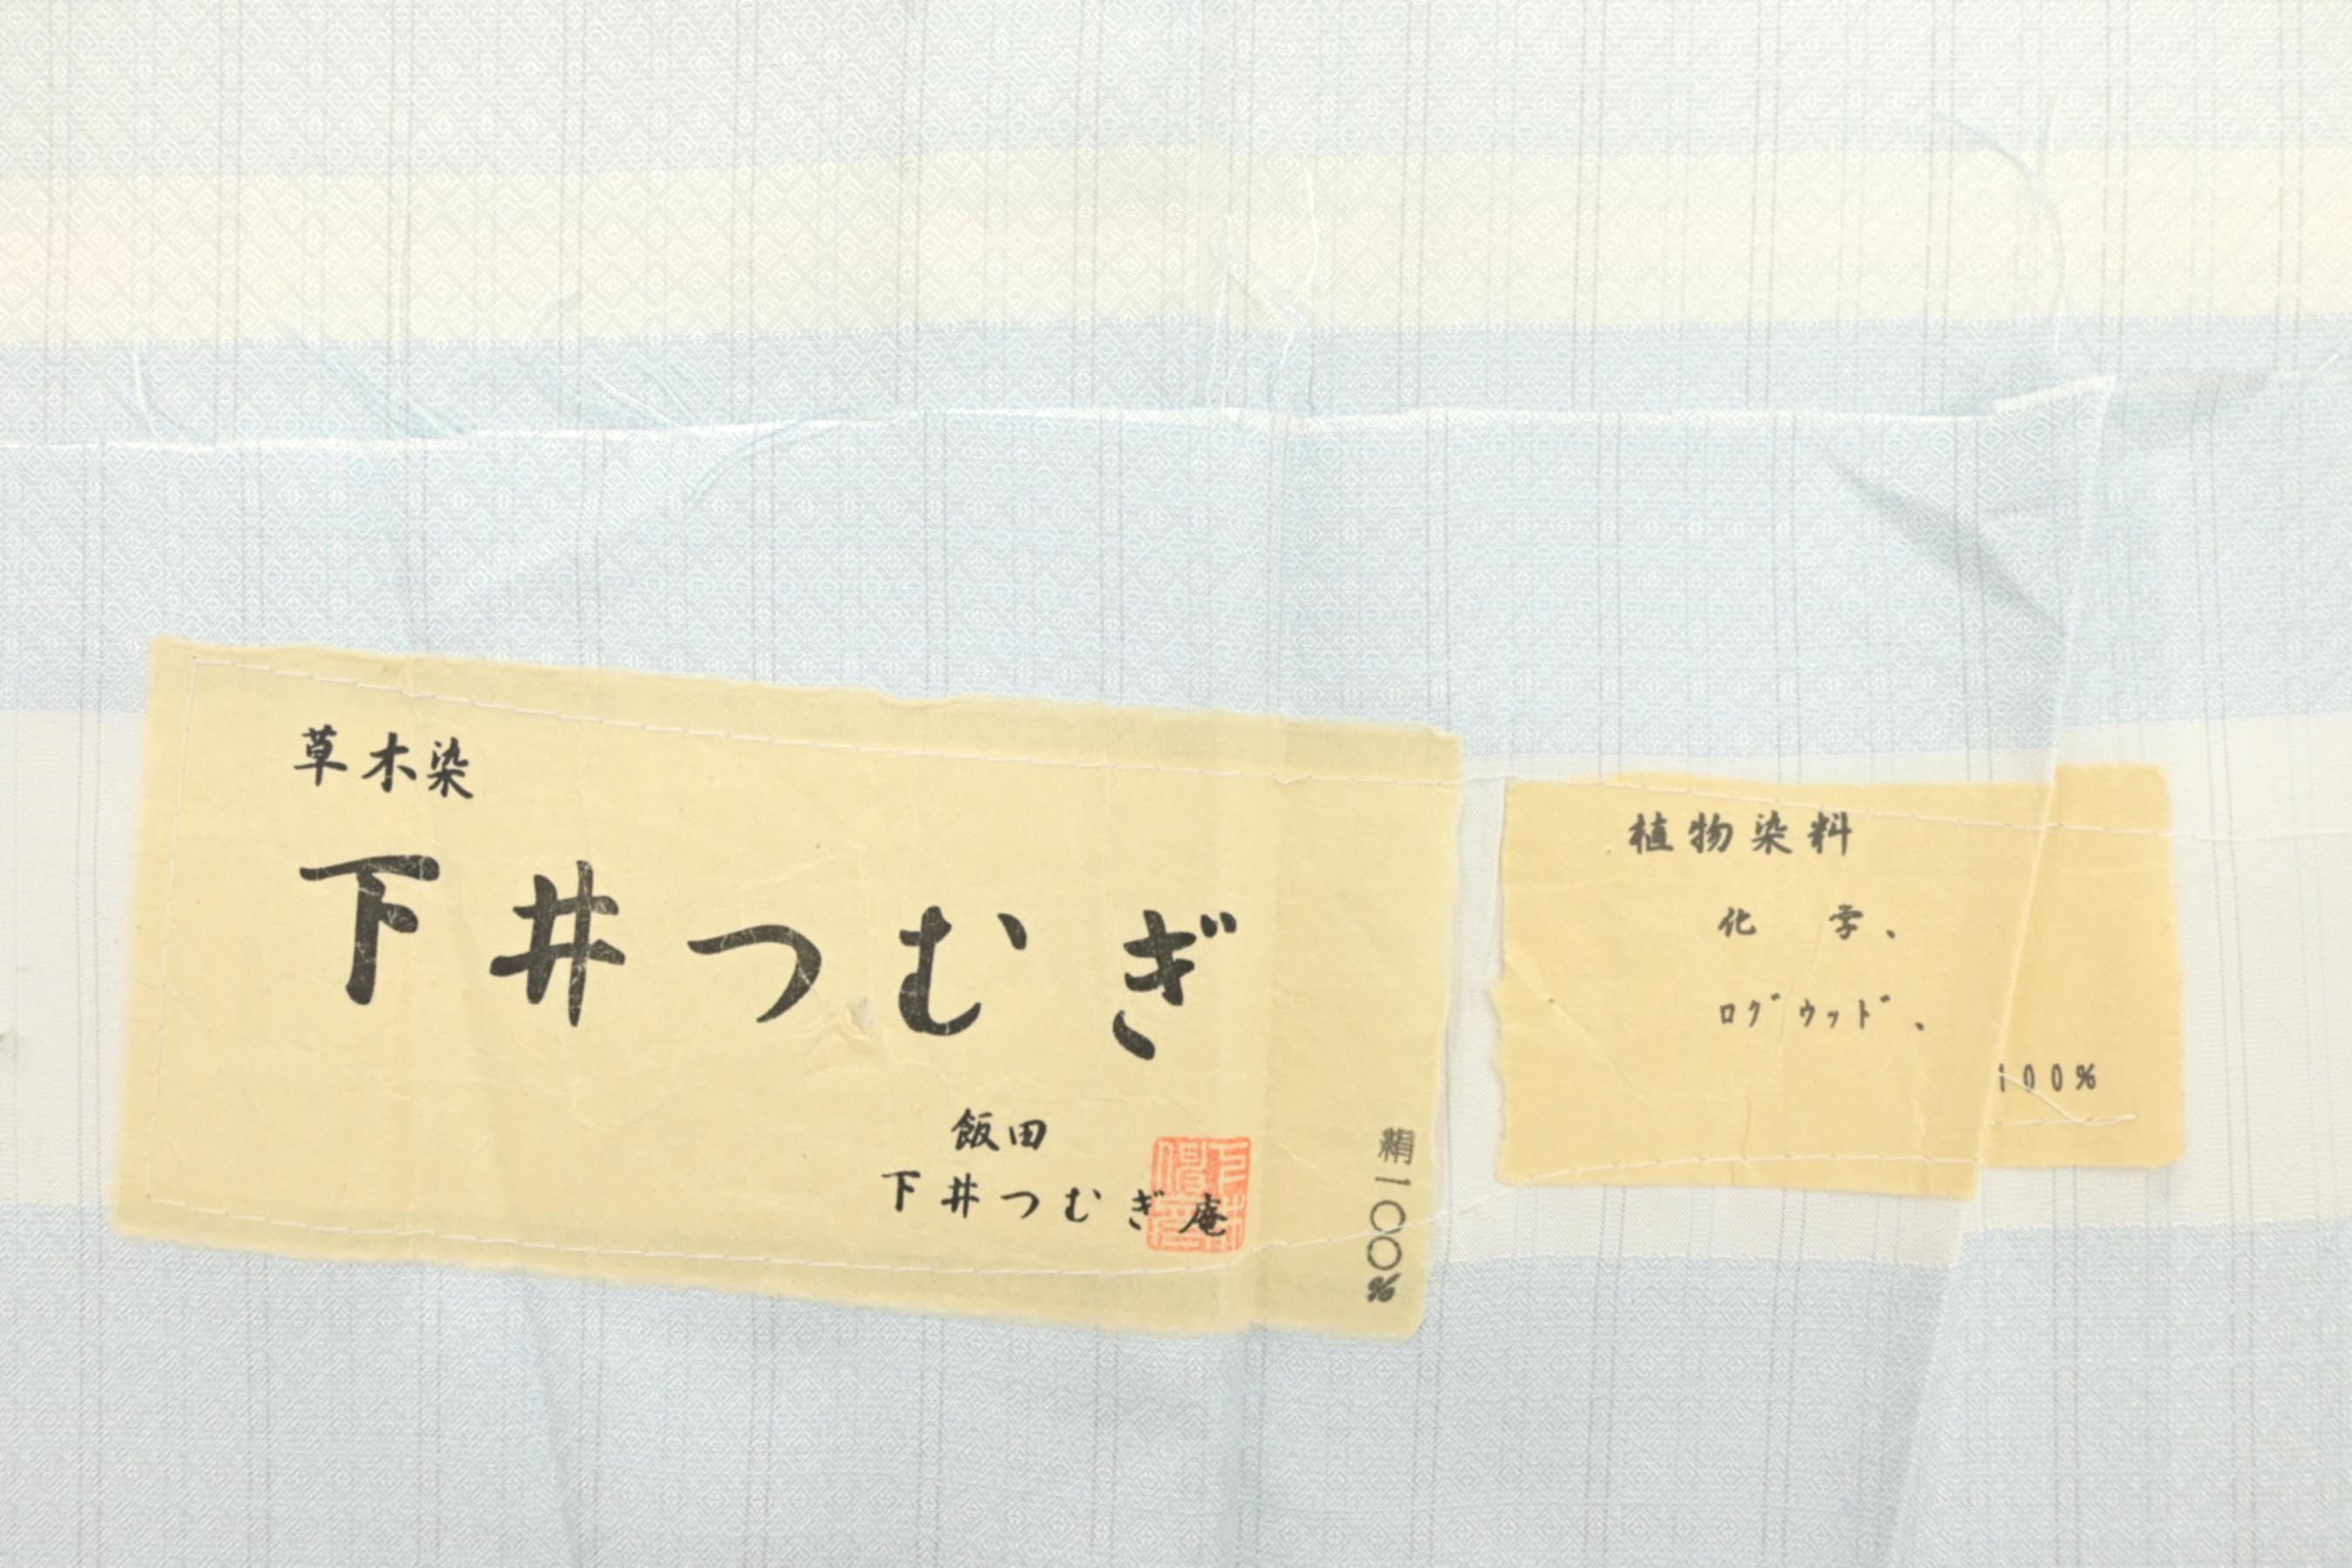 草木染
下井つむぎ
飯田
下井つむぎ庵
絹一〇〇%
植物染料
化 学、
ログウッド、
100%